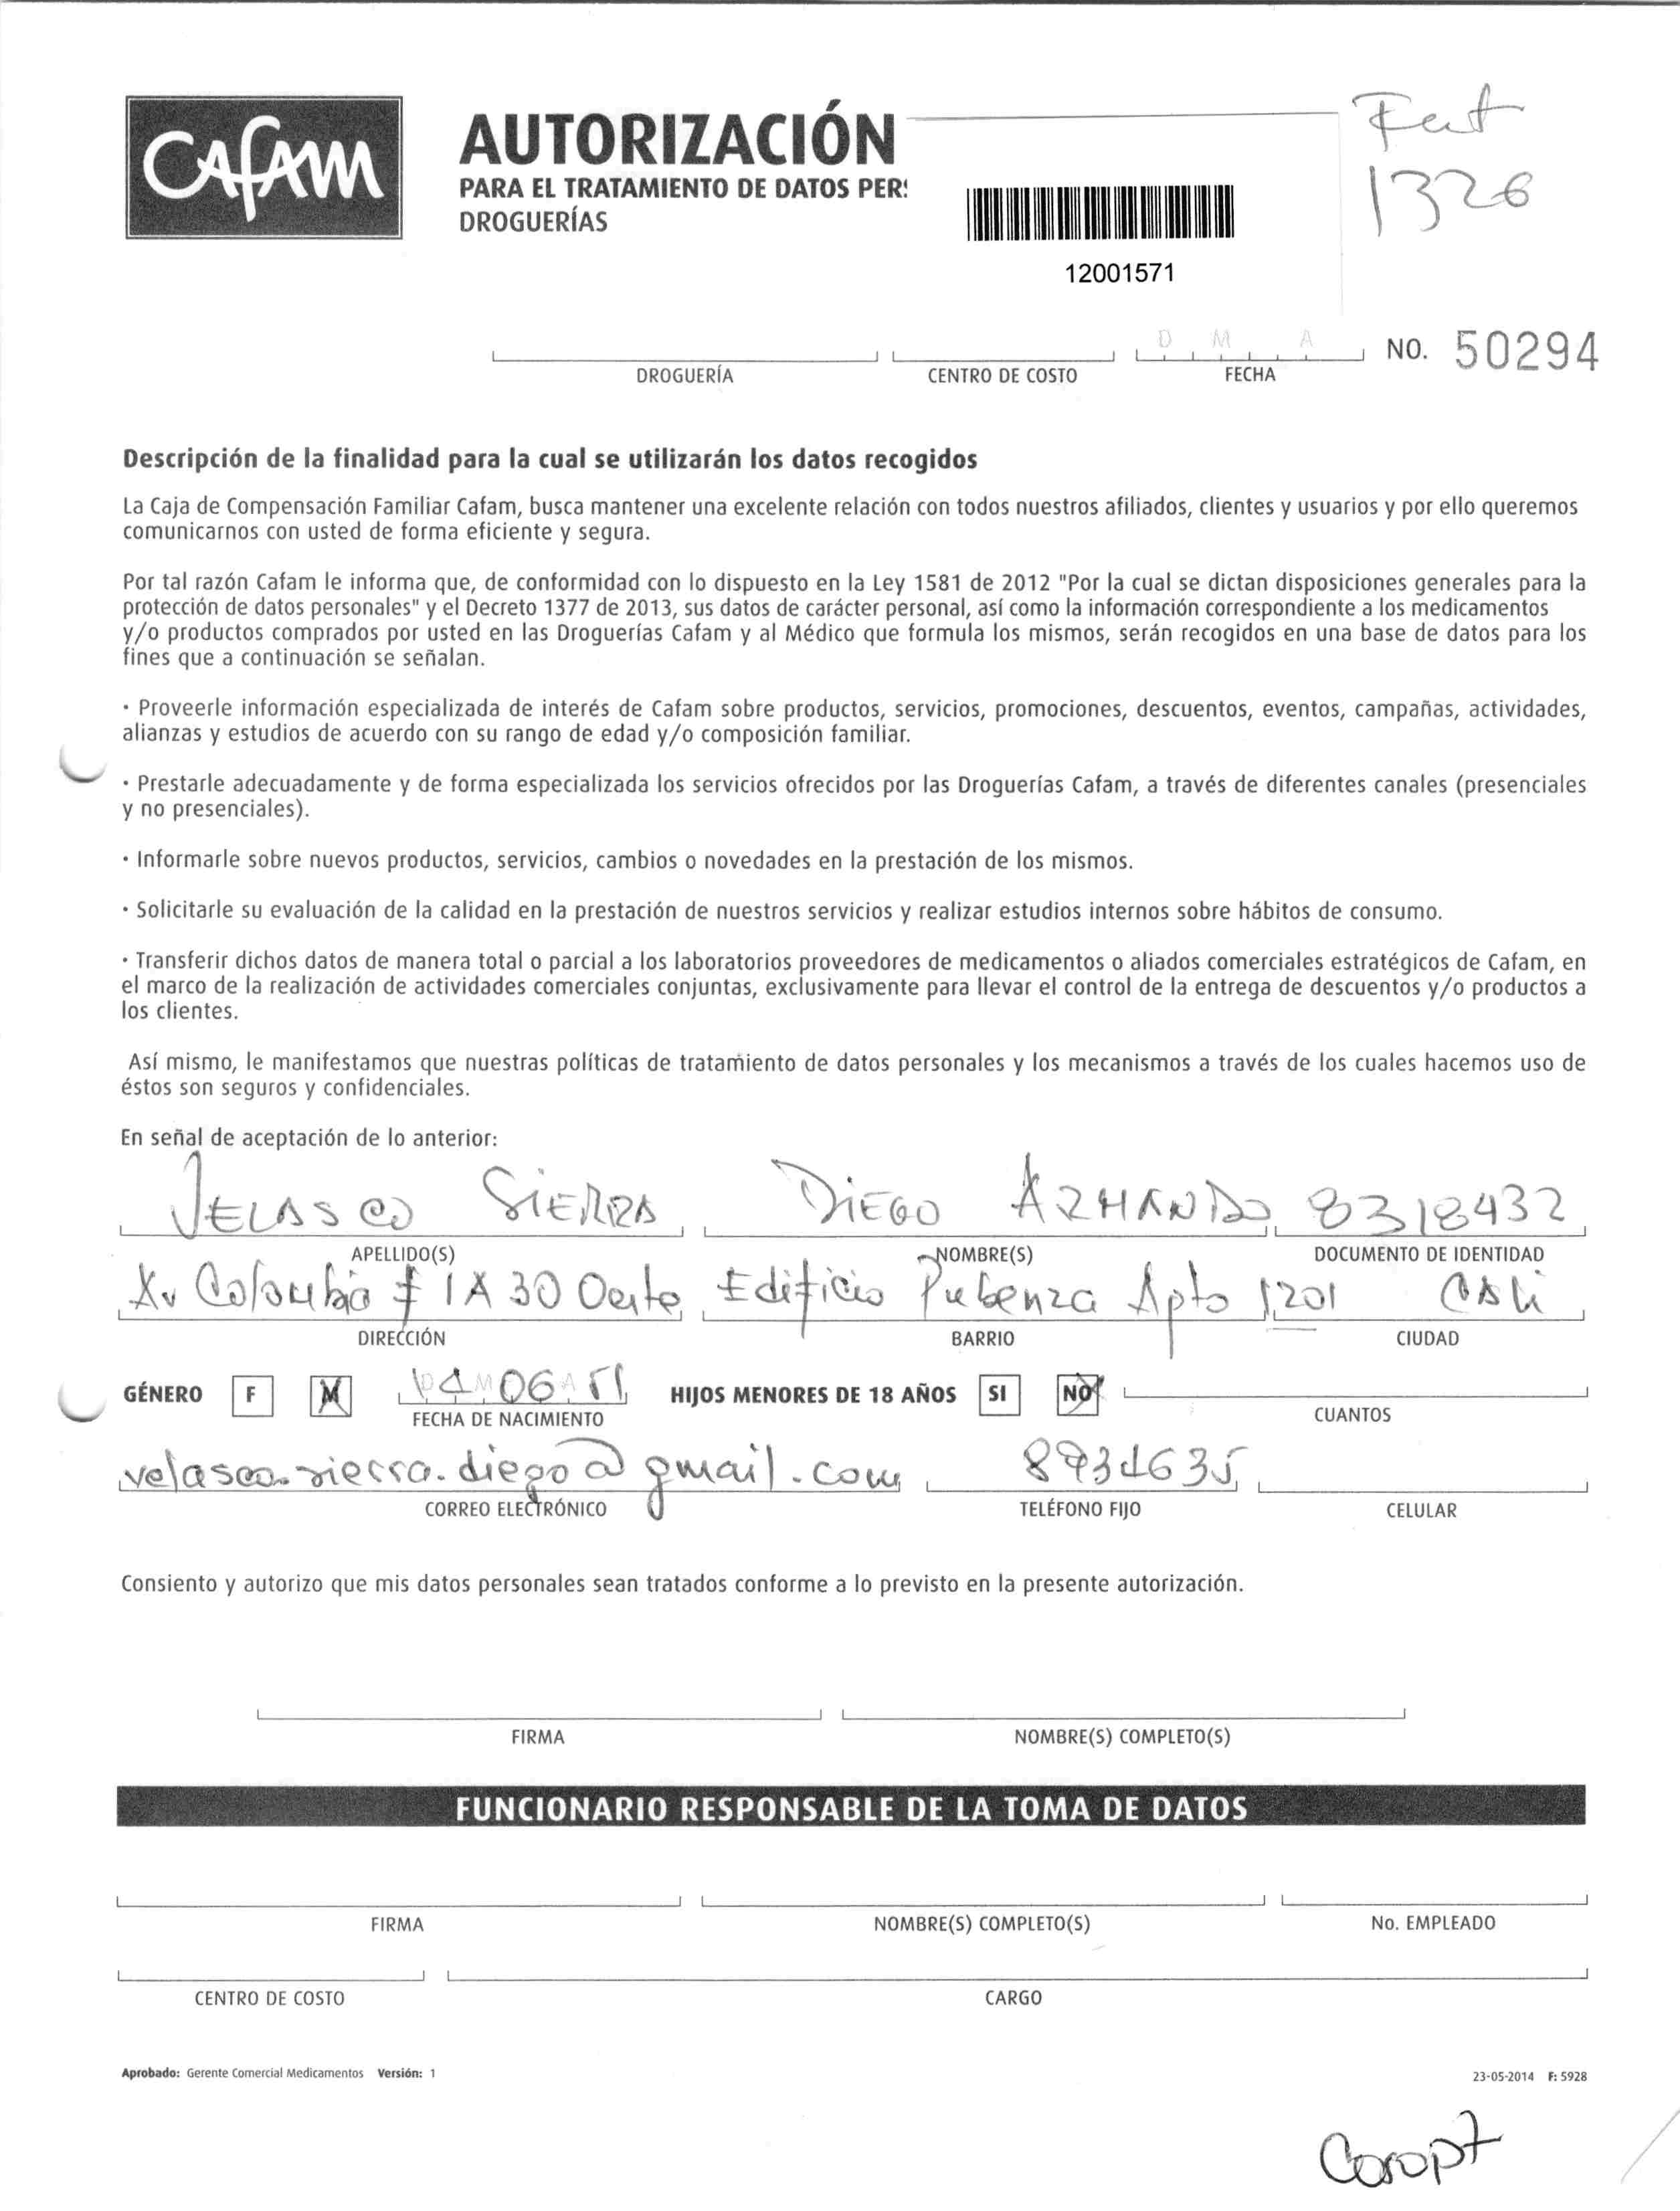 CAFAM
AUTORIZACIÓN
PARA EL TRATAMIENTO DE DATOS PER
DROGUERÍAS
12001571
1326
D M A
NO. 50294
DROGUERÍA CENTRO DE COSTO FECHA
Descripción de la finalidad para la cual se utilizarán los datos recogidos
La Caja de Compensación Familiar Cafam, busca mantener una excelente relación con todos nuestros afiliados, clientes y usuarios y por ello queremos
comunicarnos con usted de forma eficiente y segura.
Por tal razón Cafam le informa que, de conformidad con lo dispuesto en la Ley 1581 de 2012 "Por la cual se dictan disposiciones generales para la
protección de datos personales" y el Decreto 1377 de 2013, sus datos de carácter personal, así como la información correspondiente a los medicamentos
y/o productos comprados por usted en las Droguerías Cafam y al Médico que formula los mismos, serán recogidos en una base de datos para los
fines que a continuación se señalan.
· Proveerle información especializada de interés de Cafam sobre productos, servicios, promociones, descuentos, eventos, campañas, actividades,
alianzas y estudios de acuerdo con su rango de edad y/o composición familiar.
· Prestarle adecuadamente y de forma especializada los servicios ofrecidos por las Droguerías Cafam, a través de diferentes canales (presenciales
y no presenciales).
· Informarle sobre nuevos productos, servicios, cambios o novedades en la prestación de los mismos.
· Solicitarle su evaluación de la calidad en la prestación de nuestros servicios y realizar estudios internos sobre hábitos de consumo.
· Transferir dichos datos de manera total o parcial a los laboratorios proveedores de medicamentos o aliados comerciales estratégicos de Cafam, en
el marco de la realización de actividades comerciales conjuntas, exclusivamente para llevar el control de la entrega de descuentos y/o productos a
los clientes.
Así mismo, le manifestamos que nuestras políticas de tratamiento de datos personales y los mecanismos a través de los cuales hacemos uso de
éstos son seguros y confidenciales.
En señal de aceptación de lo anterior:
VELASCO SIERRA DIEGO ARMANDO 8318432
APELLIDO(S) NOMBRE(S) DOCUMENTO DE IDENTIDAD
Av Colombia # 1A 30 Oeste Edificio Pubenza Apto 1201 CALI
DIRECCIÓN BARRIO CIUDAD
GÉNERO F M 06 51 HIJOS MENORES DE 18 AÑOS SI NO
FECHA DE NACIMIENTO CUANTOS
velasco.sierra.diego@gmail.com 8931635
CORREO ELECTRÓNICO TELÉFONO FIJO CELULAR
Consiento y autorizo que mis datos personales sean tratados conforme a lo previsto en la presente autorización.
FIRMA NOMBRE(S) COMPLETO(S)
FUNCIONARIO RESPONSABLE DE LA TOMA DE DATOS
FIRMA NOMBRE(S) COMPLETO(S) No. EMPLEADO
CENTRO DE COSTO CARGO
Aprobado: Gerente Comercial Medicamentos Versión: 1
23-05-2014 F: 5928